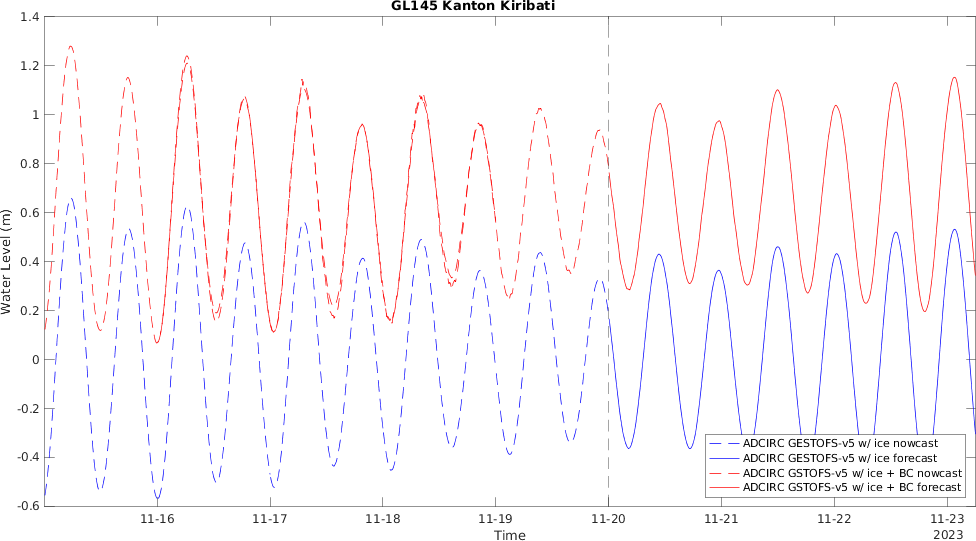 GL145 Kanton Kiribati
Water Level (m)
1.4
1.2
1
0.8
0.6
0.4
0.2
0
-0.2
-0.4
-0.6
11-16
11-17
11-18
11-19
11-20
11-21
11-22
11-23
2023
Time
ADCIRC GESTOFS-v5 w/ ice nowcast
ADCIRC GESTOFS-v5 w/ ice forecast
ADCIRC GSTOFS-v5 w/ ice + BC nowcast
ADCIRC GSTOFS-v5 w/ ice + BC forecast